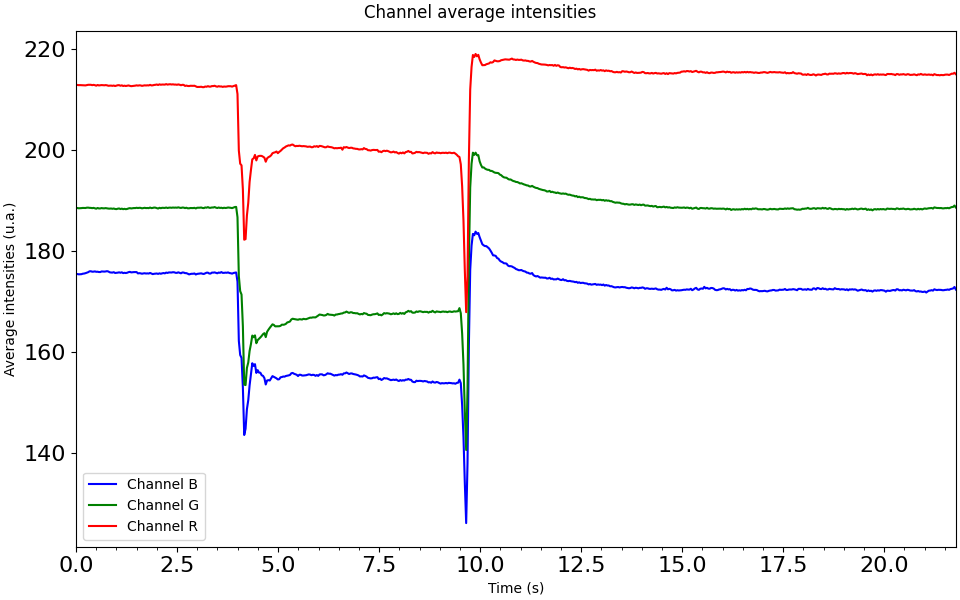 Channel average intensities
Average intensities (u.a.)
220
200
180
160
140
Channel B
Channel G
Channel R
0.0 2.5 5.0 7.5 10.0 12.5 15.0 17.5 20.0
Time (s)